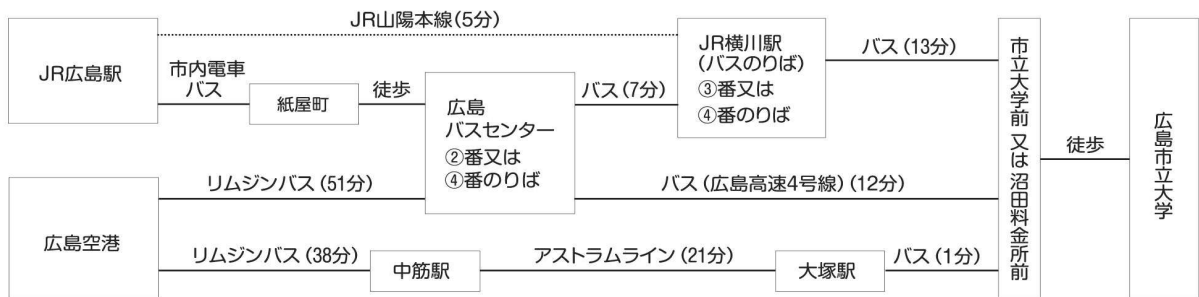 JR山陽本線(5分)
JR広島駅
市内電車
バス
紙屋町
徒歩
広島
バスセンター
②番又は
④番のりば
バス(7分)
JR横川駅
(バスのりば)
③番又は
④番のりば
バス(13分)
リムジンバス(51分)
バス(広島高速4号線)(12分)
広島空港
リムジンバス(38分)
中筋駅
アストラムライン(21分)
大塚駅
バス(1分)
市立大学前 又は 沼田料金所前
徒歩
広島市立大学